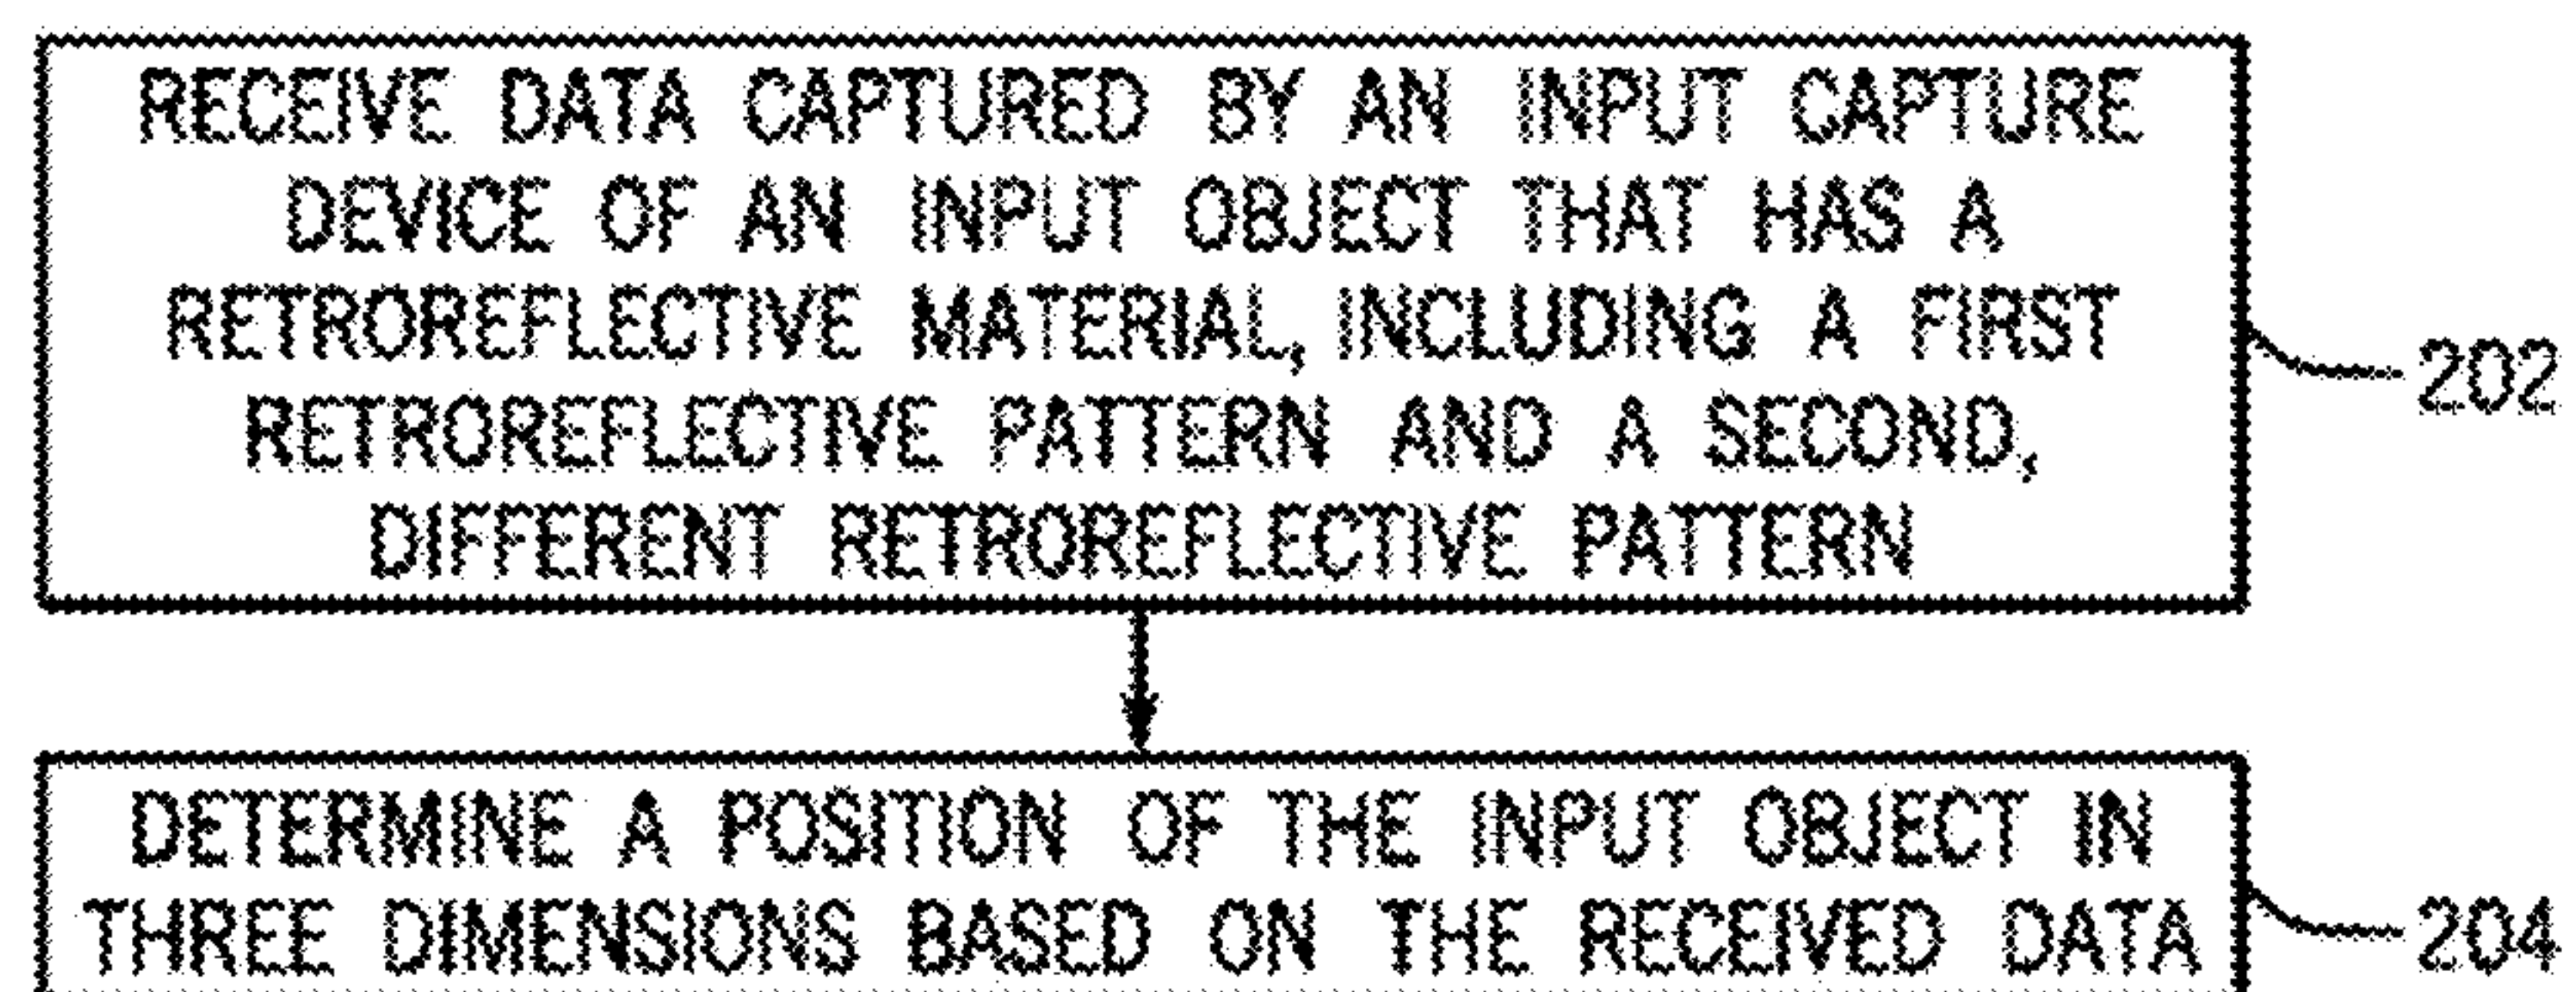 RECEIVE DATA CAPTURED BY AN INPUT CAPTURE
DEVICE OF AN INPUT OBJECT THAT HAS A
RETROREFLECTIVE MATERIAL, INCLUDING A FIRST
RETROREFLECTIVE PATTERN AND A SECOND,
DIFFERENT RETROREFLECTIVE PATTERN
202
DETERMINE A POSITION OF THE INPUT OBJECT IN
THREE DIMENSIONS BASED ON THE RECEIVED DATA
204